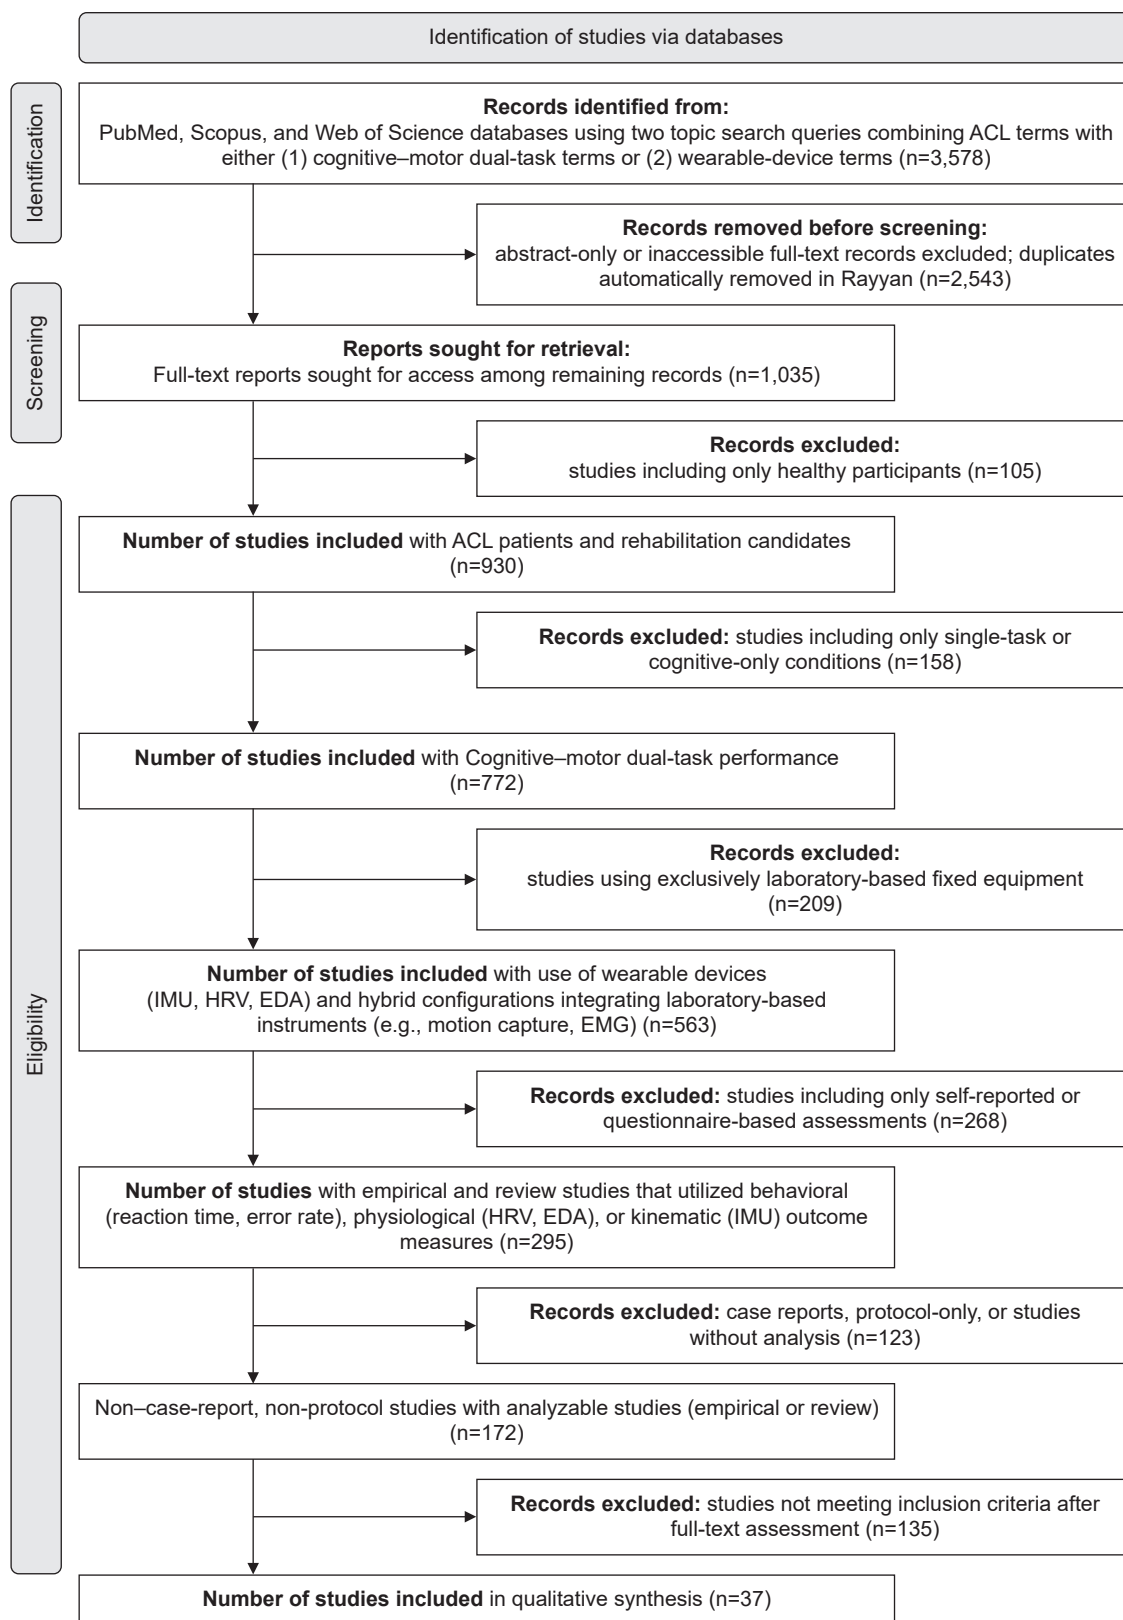 Identification of studies via databases
Identification
Records identified from:
PubMed, Scopus, and Web of Science databases using two topic search queries combining ACL terms with
either (1) cognitive–motor dual-task terms or (2) wearable-device terms (n=3,578)
Records removed before screening:
abstract-only or inaccessible full-text records excluded; duplicates
automatically removed in Rayyan (n=2,543)
Screening
Reports sought for retrieval:
Full-text reports sought for access among remaining records (n=1,035)
Records excluded:
studies including only healthy participants (n=105)
Eligibility
Number of studies included with ACL patients and rehabilitation candidates
(n=930)
Records excluded: studies including only single-task or
cognitive-only conditions (n=158)
Number of studies included with Cognitive–motor dual-task performance
(n=772)
Records excluded:
studies using exclusively laboratory-based fixed equipment
(n=209)
Number of studies included with use of wearable devices
(IMU, HRV, EDA) and hybrid configurations integrating laboratory-based
instruments (e.g., motion capture, EMG) (n=563)
Records excluded: studies including only self-reported or
questionnaire-based assessments (n=268)
Number of studies with empirical and review studies that utilized behavioral
(reaction time, error rate), physiological (HRV, EDA), or kinematic (IMU) outcome
measures (n=295)
Records excluded: case reports, protocol-only, or studies
without analysis (n=123)
Non–case-report, non-protocol studies with analyzable studies (empirical or review)
(n=172)
Records excluded: studies not meeting inclusion criteria after
full-text assessment (n=135)
Number of studies included in qualitative synthesis (n=37)